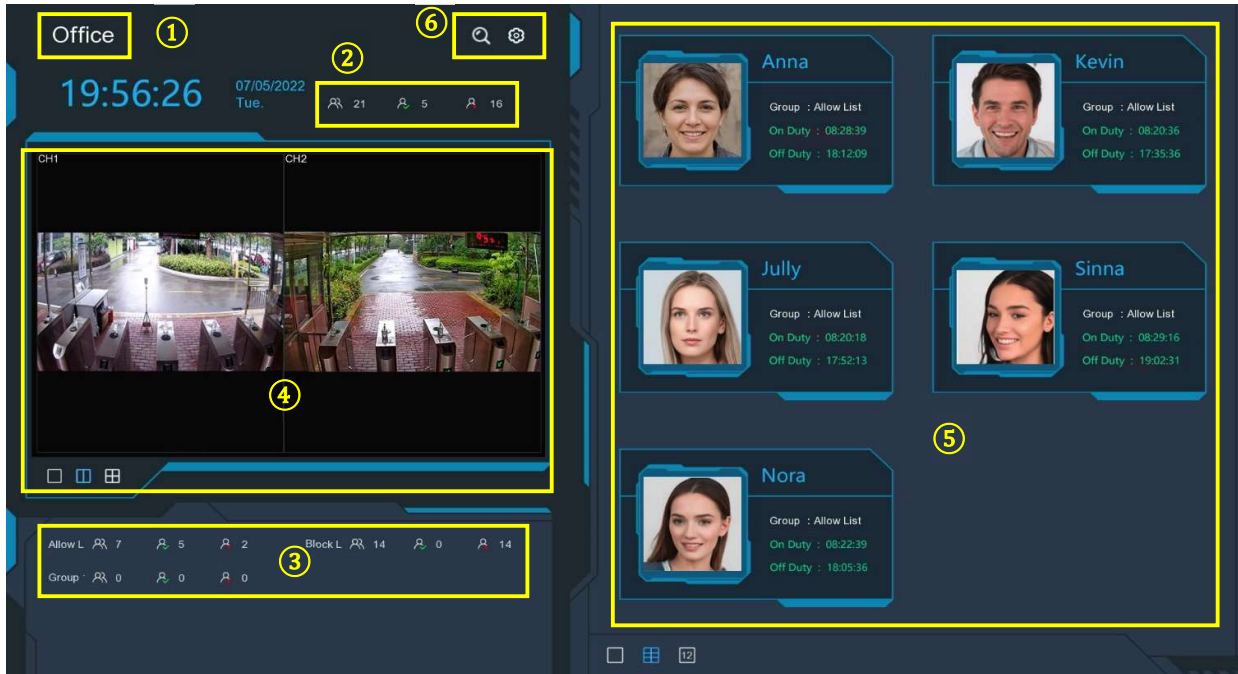 Office ①
⑥
②
19:56:26
07/05/2022
Tue.
21 5 16
CH1 CH2
④
Allow L 7 5 2 Block L 14 0 14
③
Group 0 0 0
Anna
Group : Allow List
On Duty : 08:28:39
Off Duty : 18:12:09
Kevin
Group : Allow List
On Duty : 08:20:36
Off Duty : 17:35:36
Jully
Group : Allow List
On Duty : 08:20:18
Off Duty : 17:52:13
Sinna
Group : Allow List
On Duty : 08:29:16
Off Duty : 19:02:31
⑤
Nora
Group : Allow List
On Duty : 08:22:39
Off Duty : 18:05:36
12